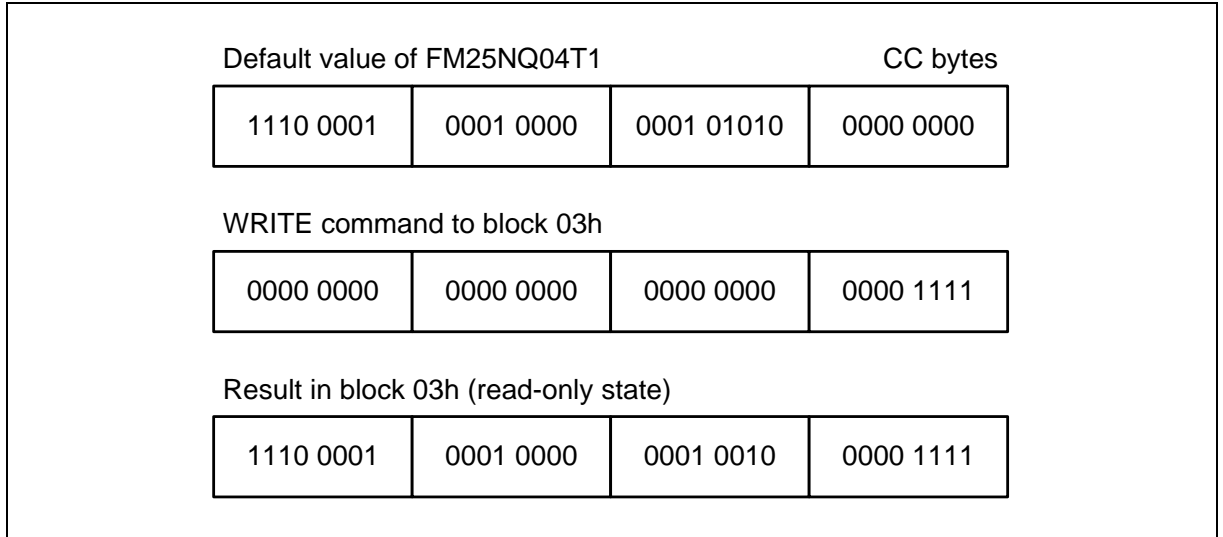 Default value of FM25NQ04T1 CC bytes
1110 0001 0001 0000 0001 01010 0000 0000
WRITE command to block 03h
0000 0000 0000 0000 0000 0000 0000 1111
Result in block 03h (read-only state)
1110 0001 0001 0000 0001 0010 0000 1111